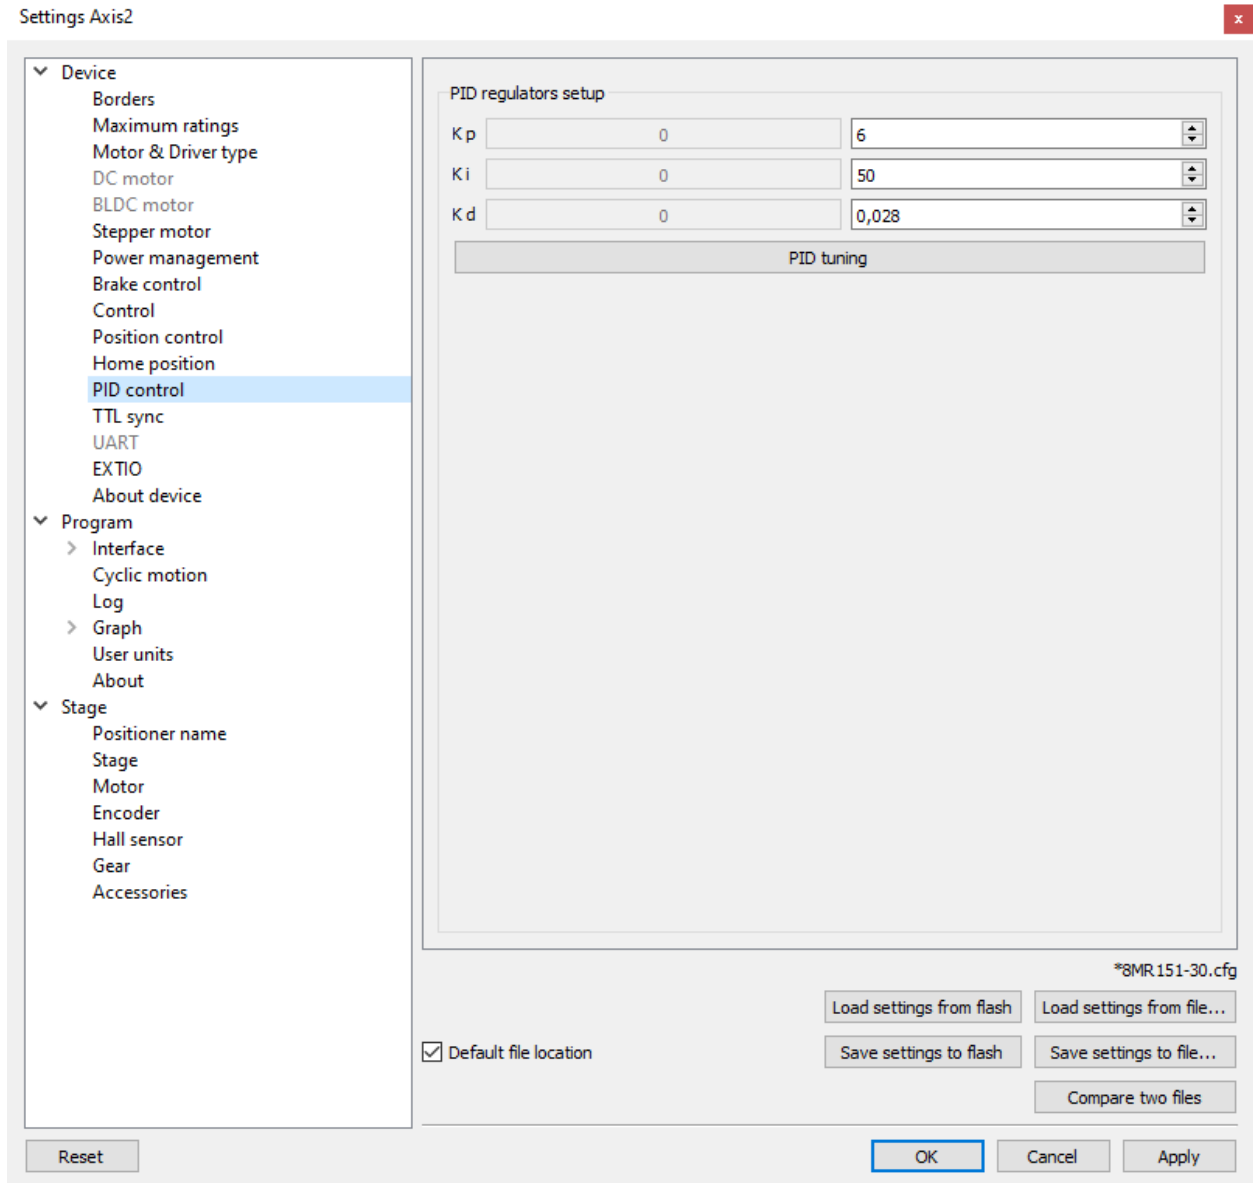 Settings Axis2
x
Device
Borders
Maximum ratings
Motor & Driver type
DC motor
BLDC motor
Stepper motor
Power management
Brake control
Control
Position control
Home position
PID control
TTL sync
UART
EXTIO
About device
Program
Interface
Cyclic motion
Log
Graph
User units
About
Stage
Positioner name
Stage
Motor
Encoder
Hall sensor
Gear
Accessories
PID regulators setup
Kp 0 6
Ki 0 50
Kd 0 0,028
PID tuning
*8MR151-30.cfg
Load settings from flash Load settings from file...
Default file location Save settings to flash Save settings to file...
Compare two files
Reset OK Cancel Apply